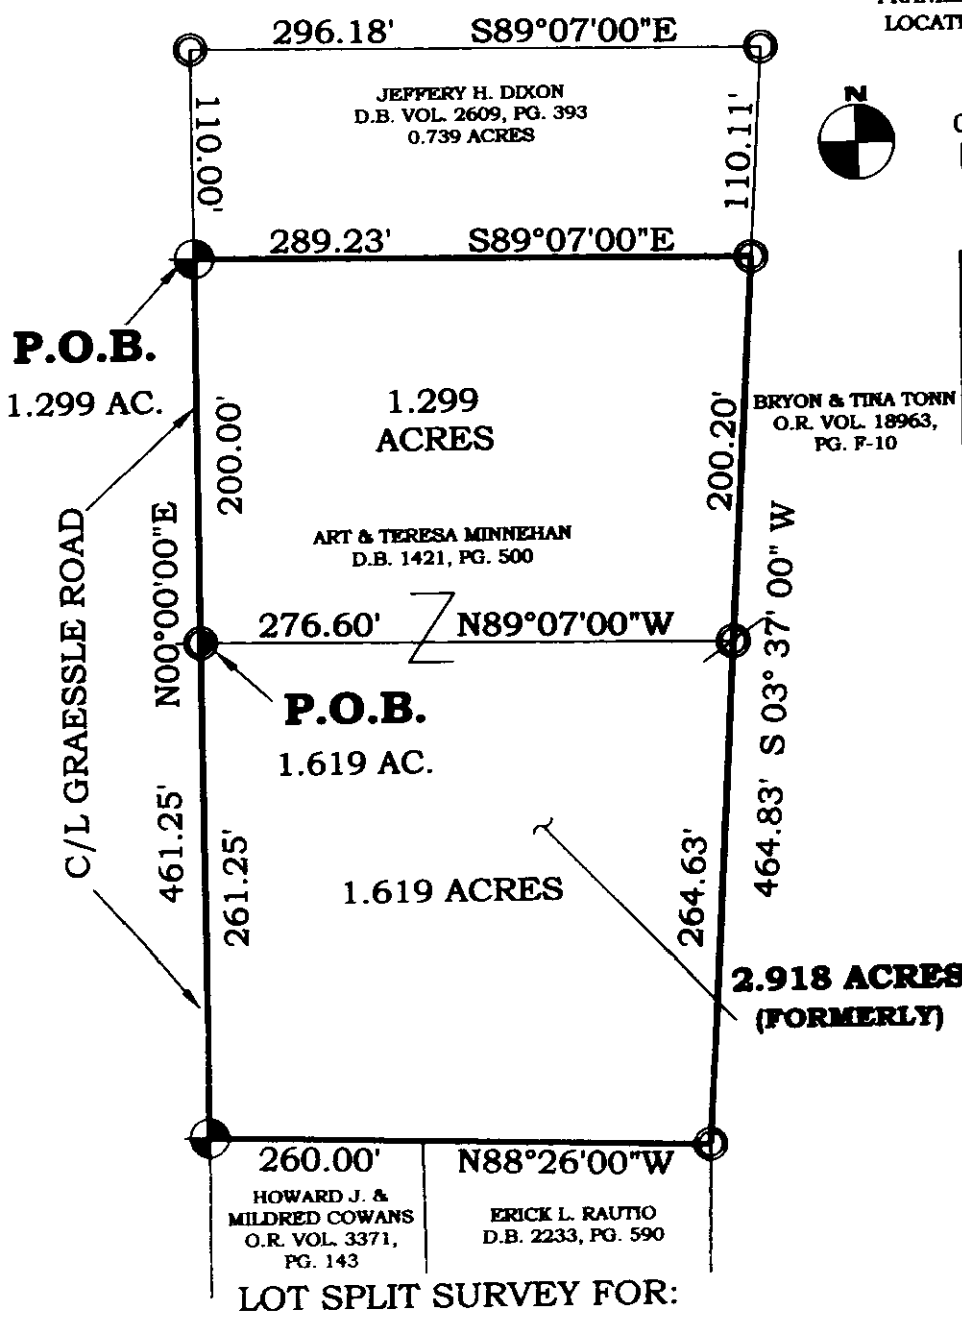 LOCATI
296.18' S89°07'00"E
JEFFERY H. DIXON
D.B. VOL. 2609, PG. 393
0.739 ACRES
110.00'
110.11'
N
289.23' S89°07'00"E
P.O.B.
1.299 AC.
1.299
ACRES
200.00'
200.20'
BRYON & TINA TONN
O.R. VOL. 18963,
PG. F-10
ART & TERESA MINNEHAN
D.B. 1421, PG. 500
C/L GRAESSLE ROAD
461.25' N00°00'00"E
276.60' N89°07'00"W
464.83' S 03° 37' 00" W
P.O.B.
1.619 AC.
261.25'
1.619 ACRES
264.63'
2.918 ACRES
(FORMERLY)
260.00' N88°26'00"W
HOWARD J. &
MILDRED COWANS
O.R. VOL. 3371,
PG. 143
ERICK L. RAUTIO
D.B. 2233, PG. 590
LOT SPLIT SURVEY FOR: